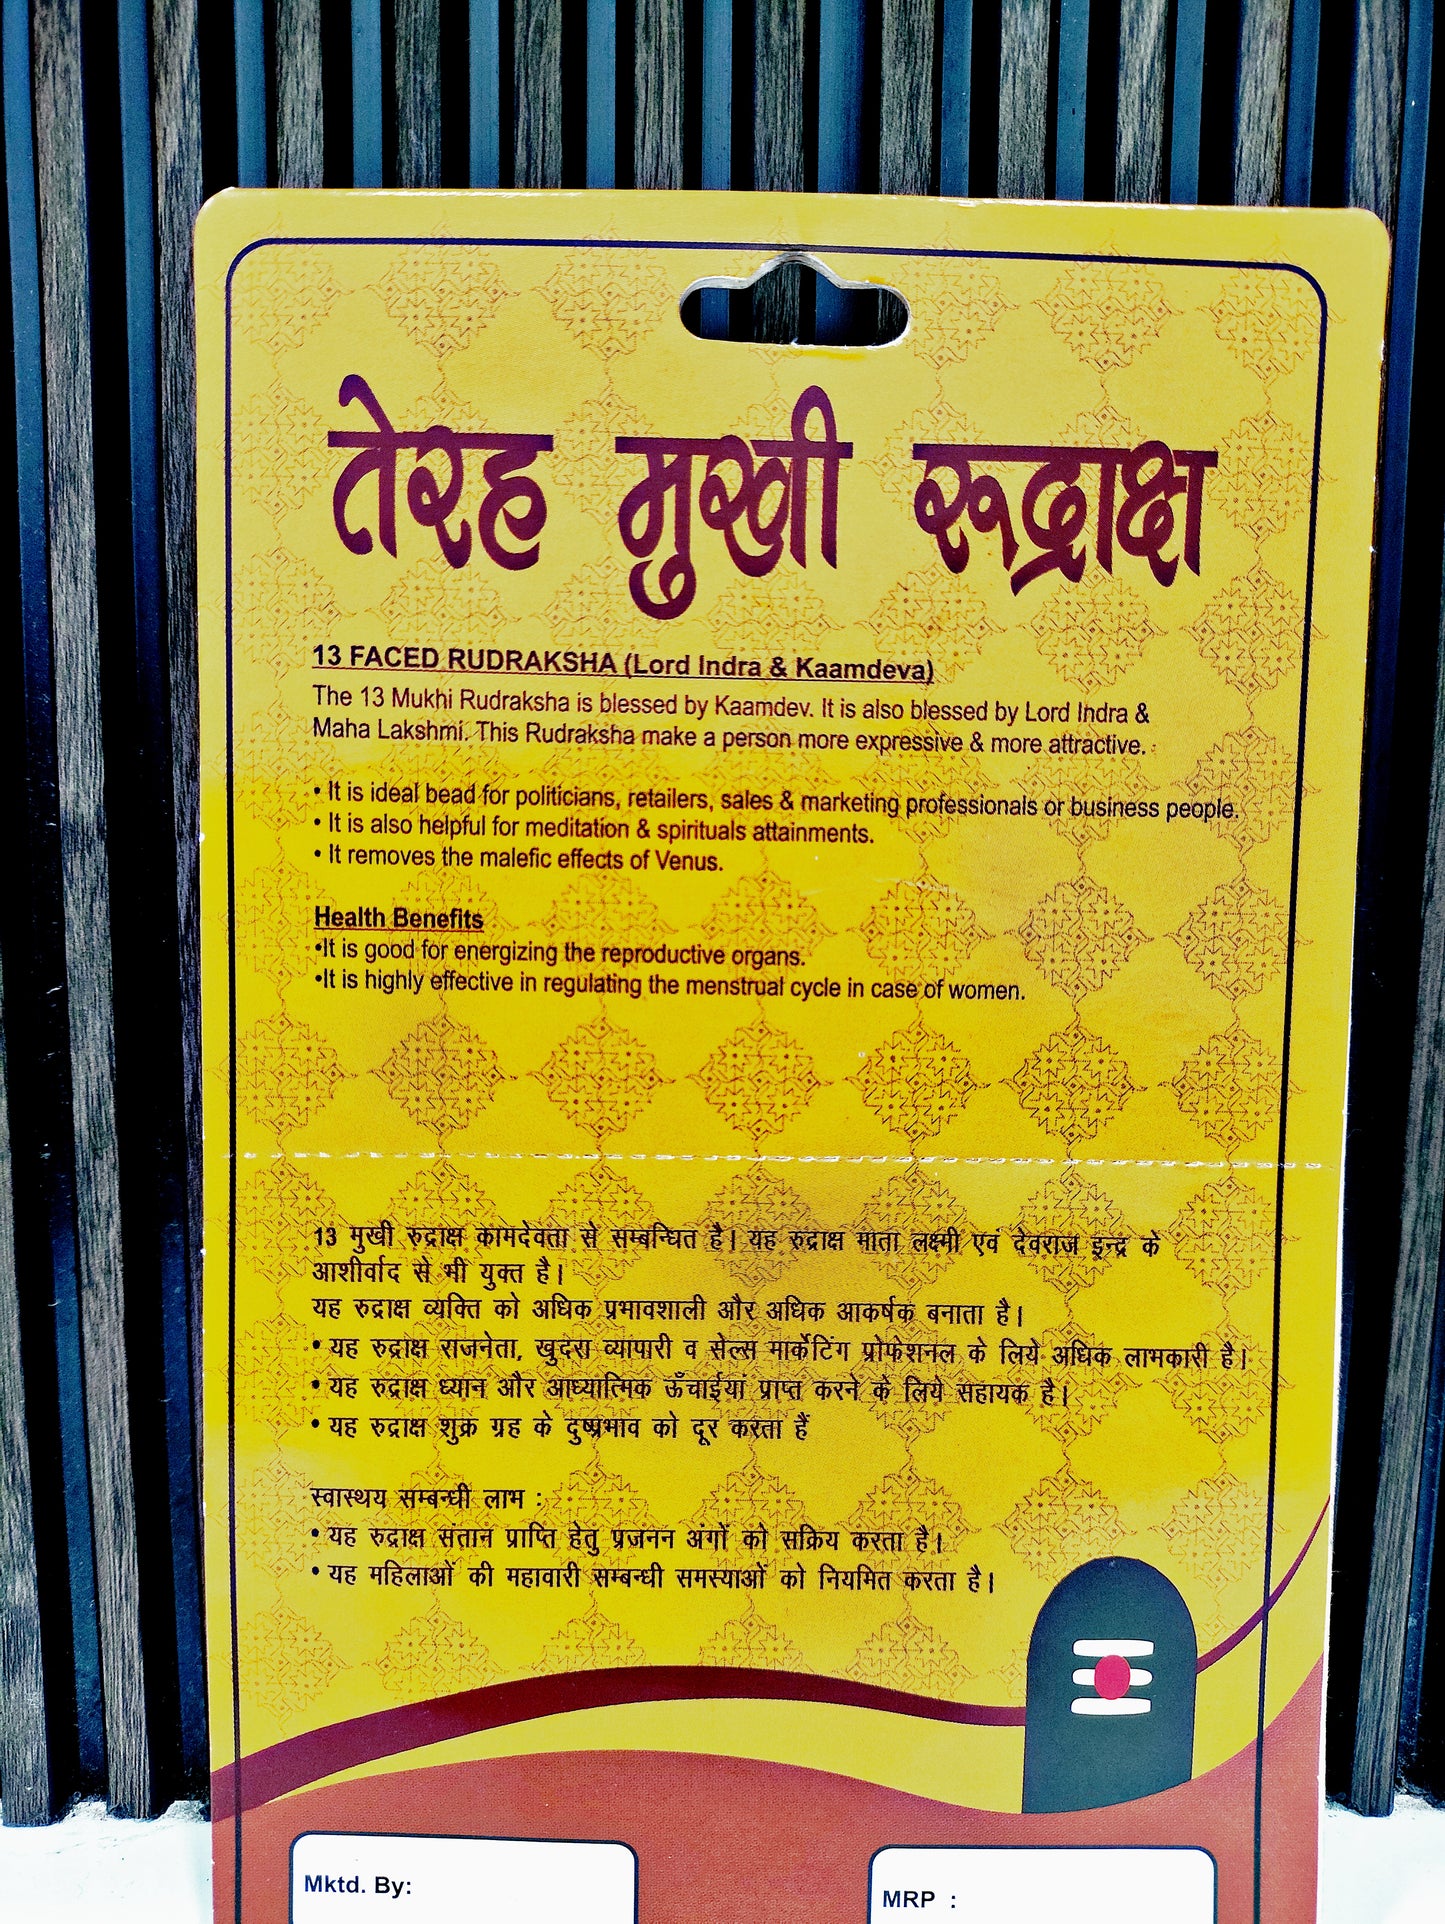 तेरह मुखी रूद्राक्ष
13 FACED RUDRAKSHA (Lord Indra & Kaamdeva)
The 13 Mukhi Rudraksha is blessed by Kaamdev. It is also blessed by Lord Indra &
Maha Lakshmi. This Rudraksha make a person more expressive & more attractive.
• It is ideal bead for politicians, retailers, sales & marketing professionals or business people.
• It is also helpful for meditation & spirituals attainments.
• It removes the malefic effects of Venus.
Health Benefits
•It is good for energizing the reproductive organs.
•It is highly effective in regulating the menstrual cycle in case of women.
13 मुखी रुद्राक्ष कामदेवता से सम्बन्धित है। यह रुद्राक्ष माता लक्ष्मी एवं देवराज इन्द्र के
आशीर्वाद से भी युक्त है।
यह रुद्राक्ष व्यक्ति को अधिक प्रभावशाली और अधिक आकर्षक बनाता है।
• यह रुद्राक्ष राजनेता, खुदरा व्यापारी व सेल्स मार्केटिंग प्रोफेशनल के लिये अधिक लाभकारी है।
• यह रुद्राक्ष ध्यान और आध्यात्मिक ऊँचाईयां प्राप्त करने के लिये सहायक है।
• यह रुद्राक्ष शुक्र ग्रह के दुष्प्रभाव को दूर करता हैं
स्वास्थय सम्बन्धी लाभ :
• यह रुद्राक्ष संतान प्राप्ति हेतु प्रजनन अंगों को सक्रिय करता है।
• यह महिलाओं की महावारी सम्बन्धी समस्याओं को नियमित करता है।
Mktd. By:
MRP :